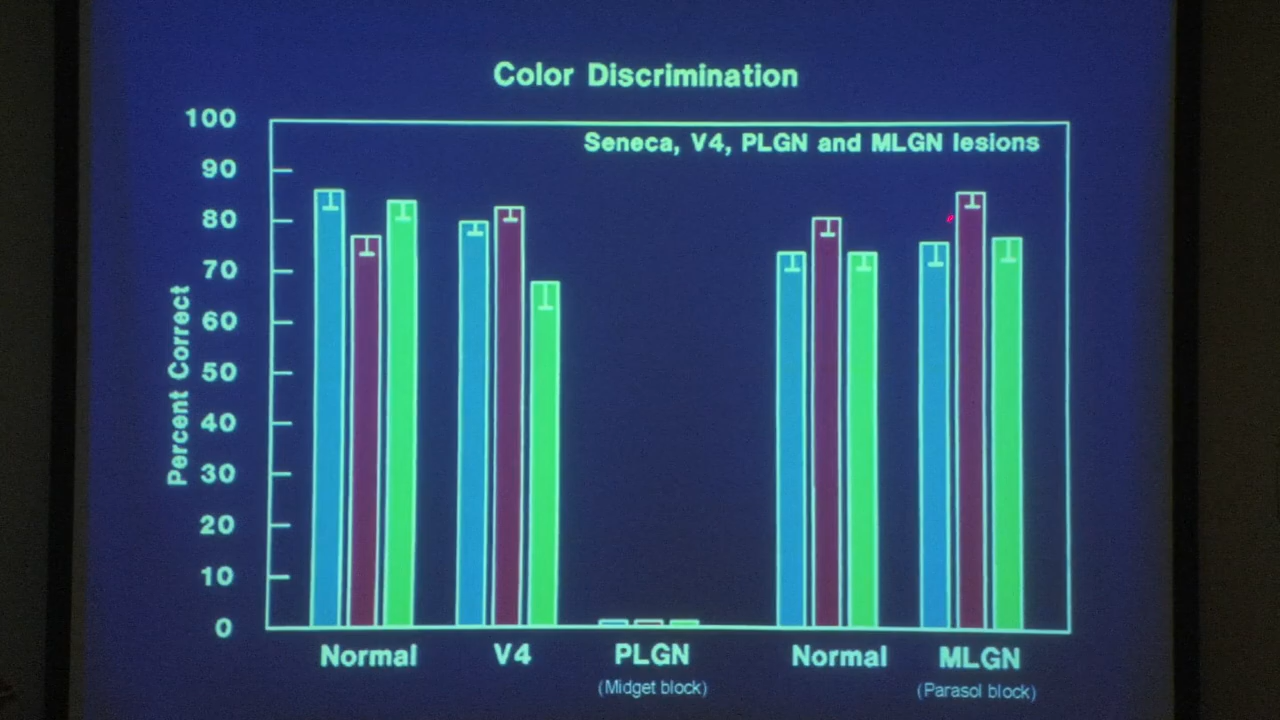 Color Discrimination
Seneca, V4, PLGN and MLGN lesions
Percent Correct
100
90
80
70
60
50
40
30
20
10
0
Normal
V4
PLGN
(Midget block)
Normal
MLGN
(Parasol block)